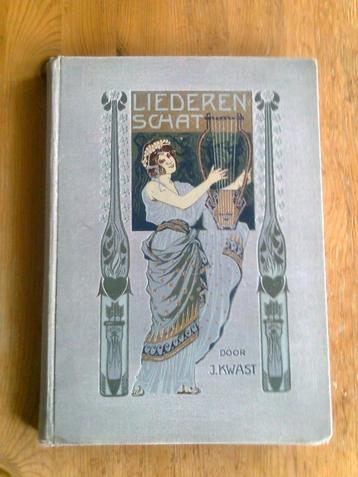 LIEDEREN
SCHAT
DOOR
J. KWAST